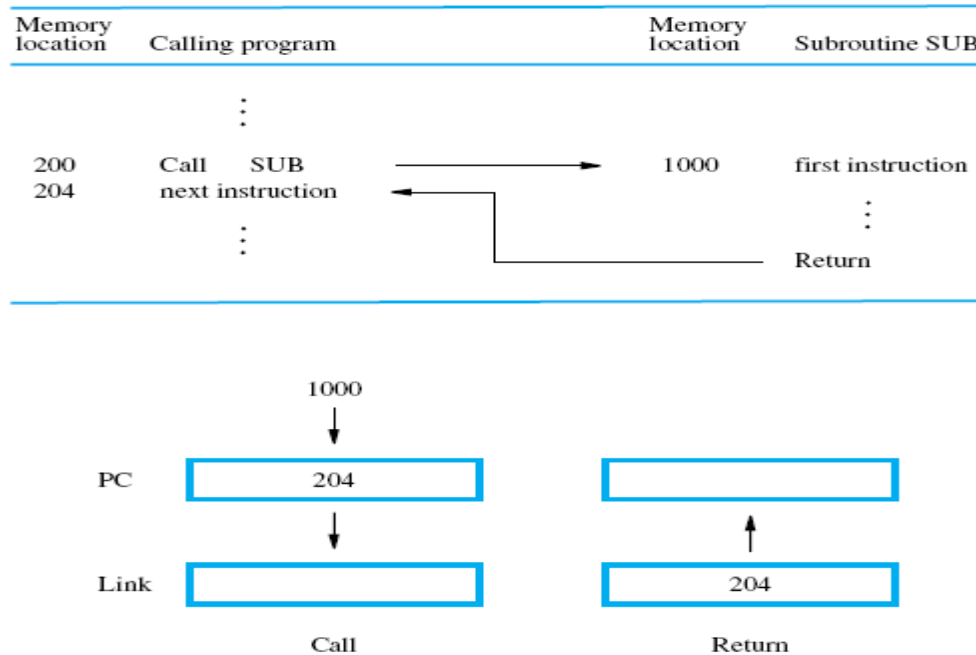 Memory location Calling program Memory location Subroutine SUB
200 Call SUB 1000 first instruction
204 next instruction
Return
1000
PC 204
Link 204
Call Return